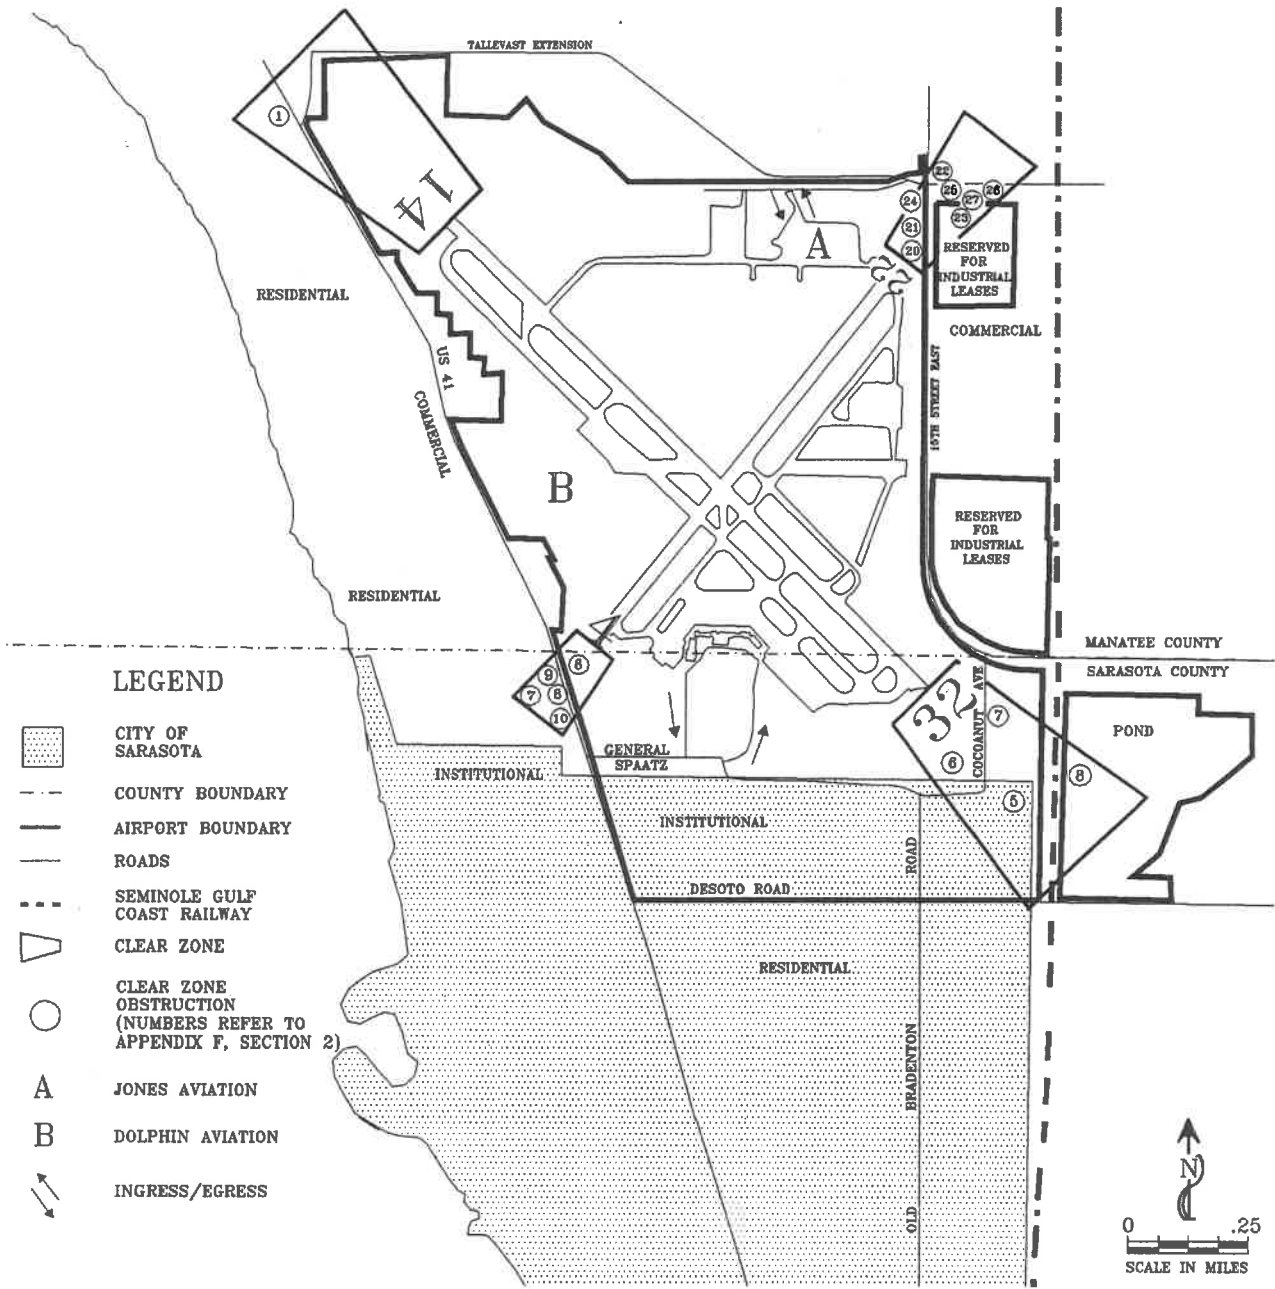 TALLEVAST EXTENSION
1
14
22
24
25
26
27
21
23
20
A
22
RESERVED
FOR
INDUSTRIAL
LEASES
RESIDENTIAL
COMMERCIAL
US 41
15TH STREET EAST
COMMERCIAL
B
RESERVED
FOR
INDUSTRIAL
LEASES
RESIDENTIAL
MANATEE COUNTY
SARASOTA COUNTY
6
9
7
8
10
32
COCOANUT AVE
7
6
8
5
POND
GENERAL
SPAATZ
INSTITUTIONAL
INSTITUTIONAL
DESOTO ROAD
RESIDENTIAL
OLD BRADENTON ROAD
LEGEND
CITY OF
SARASOTA
COUNTY BOUNDARY
AIRPORT BOUNDARY
ROADS
SEMINOLE GULF
COAST RAILWAY
CLEAR ZONE
CLEAR ZONE
OBSTRUCTION
(NUMBERS REFER TO
APPENDIX F, SECTION 2)
A JONES AVIATION
B DOLPHIN AVIATION
INGRESS/EGRESS
N
0 .25
SCALE IN MILES